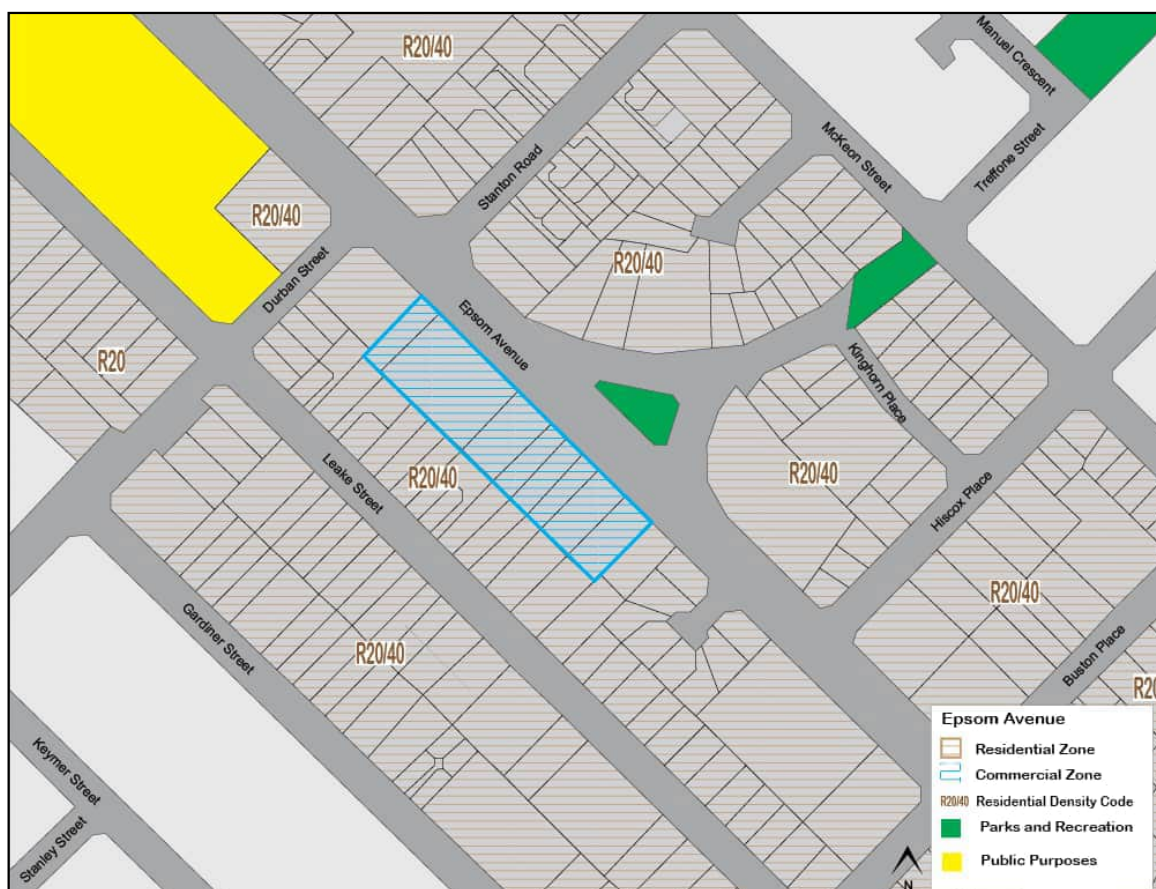 R20/40
Manuel Crescent
McKeon Street
Treffone Street
Stanton Road
R20/40
Durban Street
R20/40
Epsom Avenue
R20
Kinghorn Place
Leake Street
R20/40
R20/40
Hiscox Place
R20/40
Gardiner Street
R20/40
Buston Place
R20
Keymer Street
Stanley Street
Epsom Avenue
Residential Zone
Commercial Zone
R20/40 Residential Density Code
Parks and Recreation
Public Purposes
N